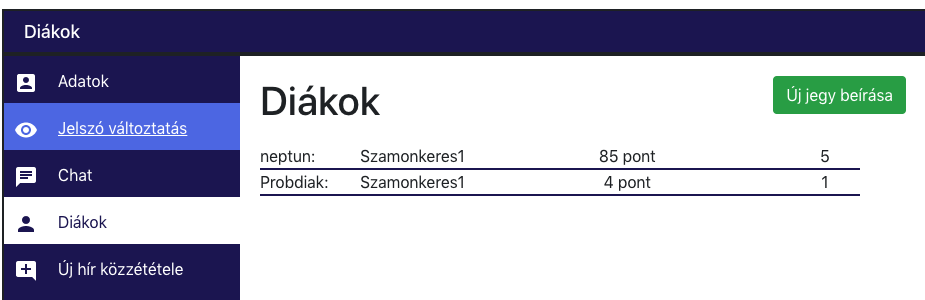 Diákok
Adatok
Jelszó változtatás
Chat
Diákok
Új hír közzététele
Diákok
Új jegy beírása
neptun: Szamonkeres1 85 pont 5
Probdiak: Szamonkeres1 4 pont 1